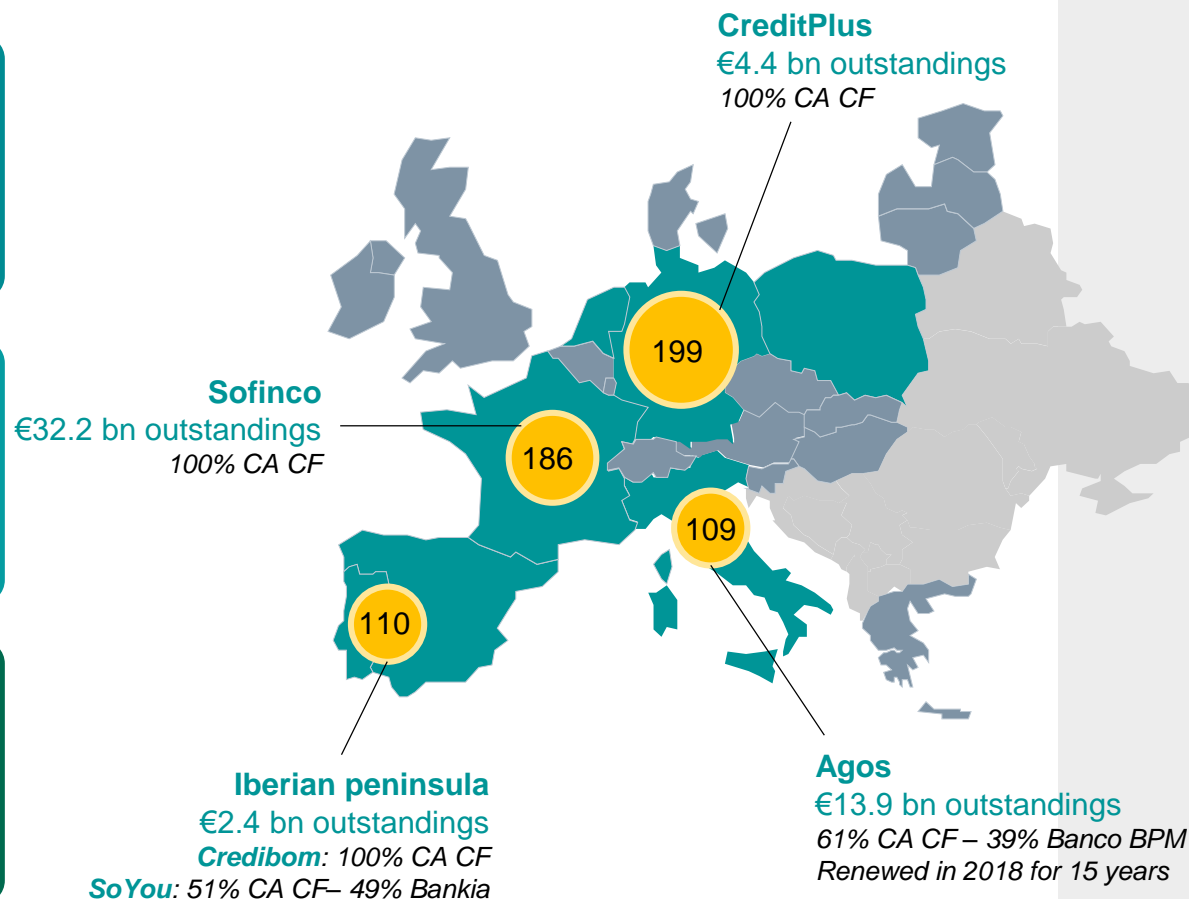 CreditPlus
€4.4 bn outstandings
100% CA CF
199
Sofinco
€32.2 bn outstandings
100% CA CF
186
109
110
Iberian peninsula
€2.4 bn outstandings
Credibom: 100% CA CF
SoYou: 51% CA CF– 49% Bankia
Agos
€13.9 bn outstandings
61% CA CF – 39% Banco BPM
Renewed in 2018 for 15 years